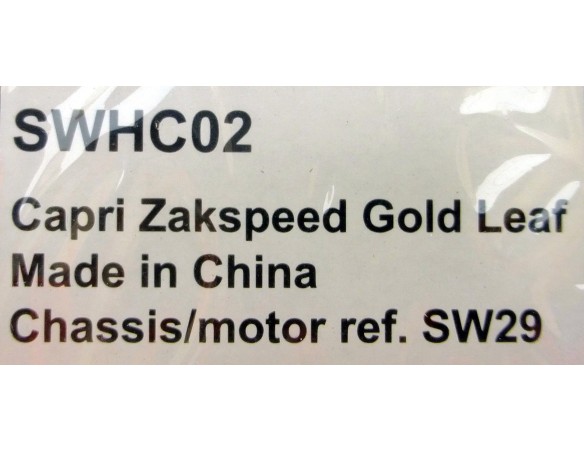 SWHC02
Capri Zakspeed Gold Leaf
Made in China
Chassis/motor ref. SW29